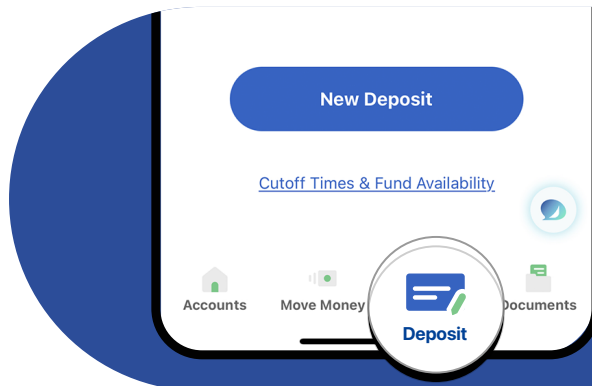 New Deposit
Cutoff Times & Fund Availability
Accounts
Move Money
Deposit
Documents